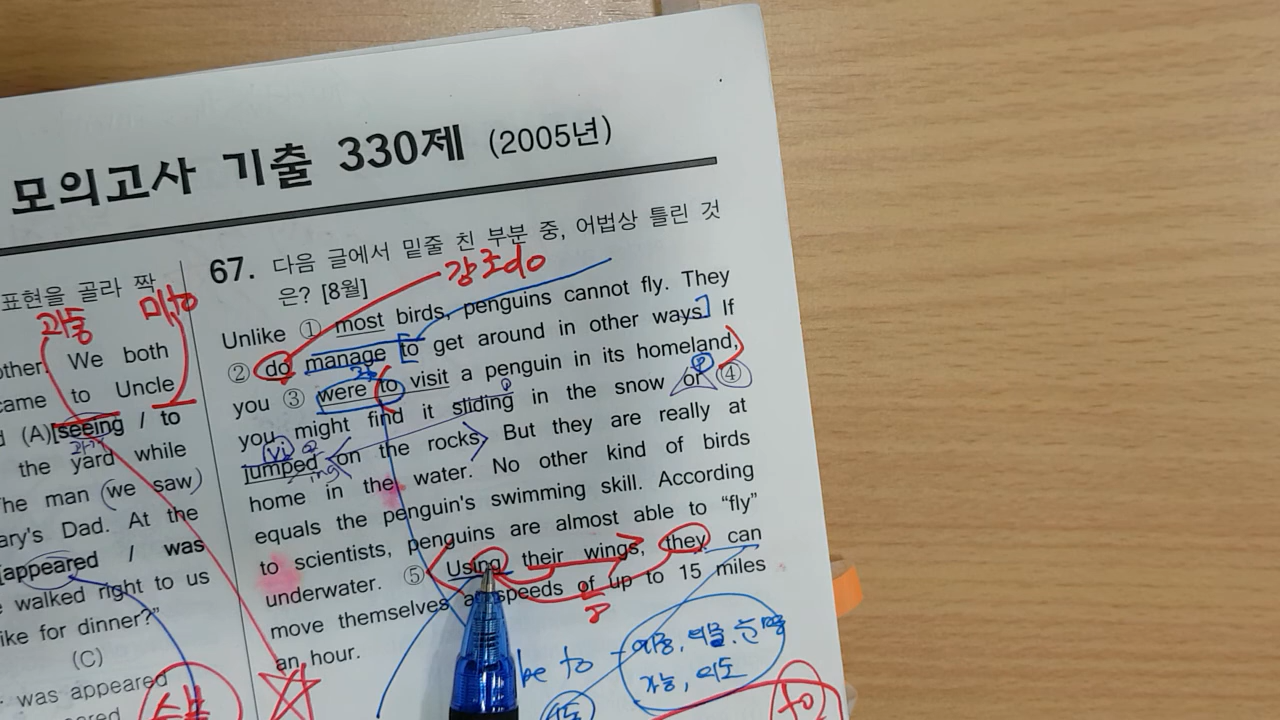 모의고사 기출 330제 (2005년)
표현을 골라 짝
other. We both
came to Uncle
(A)[seeing / to
the yard while
The man (we saw)
ary's Dad. At the
[appeared / was
walked right to us
ike for dinner?"
(C)
was appeared
67. 다음 글에서 밑줄 친 부분 중, 어법상 틀린 것
은? [8월]
강조do
Unlike ① most birds, penguins cannot fly. They
② do manage to get around in other ways. If
you ③ were to visit a penguin in its homeland,
you might find it sliding in the snow or ④
jumped on the rocks. But they are really at
ing
home in the water. No other kind of birds
equals the penguin's swimming skill. According
to scientists, penguins are almost able to "fly"
underwater. ⑤ Using their wings, they can
move themselves at speeds of up to 15 miles
an hour.
be to
가능, 의도